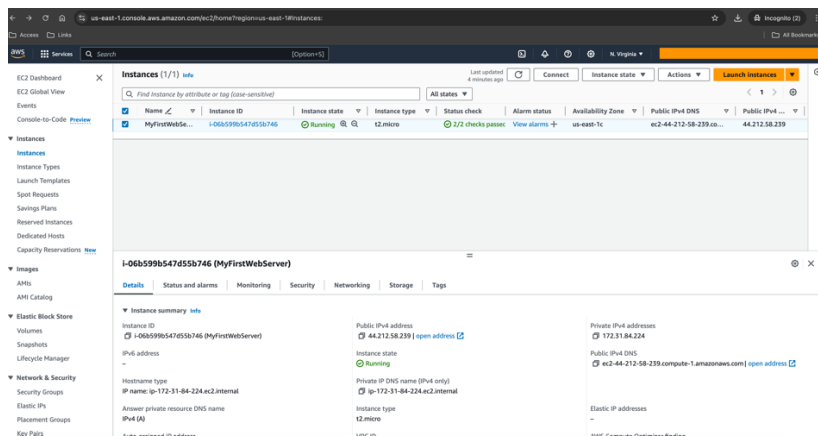 us-east-1.console.aws.amazon.com/ec2/home?region=us-east-1#Instances:
Incognito (2)
Access
Links
All Bookmarks
aws
Services
Search
[Option+S]
N. Virginia
EC2 Dashboard
EC2 Global View
Events
Console-to-Code Preview
Instances
Instances
Instance Types
Launch Templates
Spot Requests
Savings Plans
Reserved Instances
Dedicated Hosts
Capacity Reservations New
Images
AMIs
AMI Catalog
Elastic Block Store
Volumes
Snapshots
Lifecycle Manager
Network & Security
Security Groups
Elastic IPs
Placement Groups
Key Pairs
Instances (1/1) Info
Last updated
4 minutes ago
Connect
Instance state
Actions
Launch instances
Find Instance by attribute or tag (case-sensitive)
All states
1
Name Instance ID Instance state Instance type Status check Alarm status Availability Zone Public IPv4 DNS Public IPv4 ...
MyFirstWebSe... i-06b599b547d55b746 Running t2.micro 2/2 checks passec View alarms + us-east-1c ec2-44-212-58-239.co... 44.212.58.239
i-06b599b547d55b746 (MyFirstWebServer)
Details Status and alarms Monitoring Security Networking Storage Tags
Instance summary Info
Instance ID
i-06b599b547d55b746 (MyFirstWebServer)
Public IPv4 address
44.212.58.239 | open address
Private IPv4 addresses
172.31.84.224
IPv6 address
–
Instance state
Running
Public IPv4 DNS
ec2-44-212-58-239.compute-1.amazonaws.com | open address
Hostname type
IP name: ip-172-31-84-224.ec2.internal
Private IP DNS name (IPv4 only)
ip-172-31-84-224.ec2.internal
Answer private resource DNS name
IPv4 (A)
Instance type
t2.micro
Elastic IP addresses
–
Auto-assigned IP address
VPC ID
AWS Compute Optimizer finding